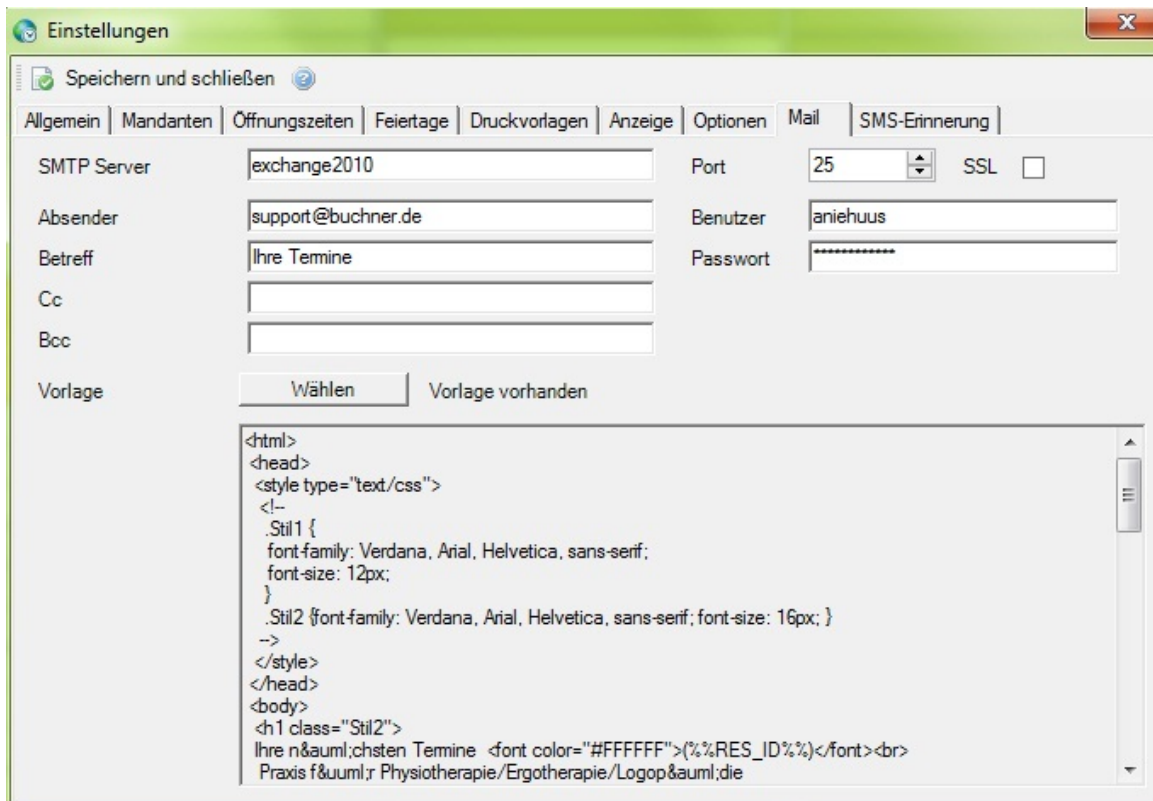 Einstellungen
Speichern und schließen
Allgemein Mandanten Öffnungszeiten Feiertage Druckvorlagen Anzeige Optionen Mail SMS-Erinnerung
SMTP Server exchange2010 Port 25 SSL
Absender support@buchner.de Benutzer aniehuus
Betreff Ihre Termine Passwort ************
Cc
Bcc
Vorlage Wählen Vorlage vorhanden
<html>
<head>
<style type="text/css">
<!--
.Stil1 {
font-family: Verdana, Arial, Helvetica, sans-serif;
font-size: 12px;
}
.Stil2 {font-family: Verdana, Arial, Helvetica, sans-serif; font-size: 16px; }
-->
</style>
</head>
<body>
<h1 class="Stil2">
Ihre n&auml;chsten Termine <font color="#FFFFFF">(%%RES_ID%%)</font><br>
Praxis f&uuml;r Physiotherapie/Ergotherapie/Logop&auml;die